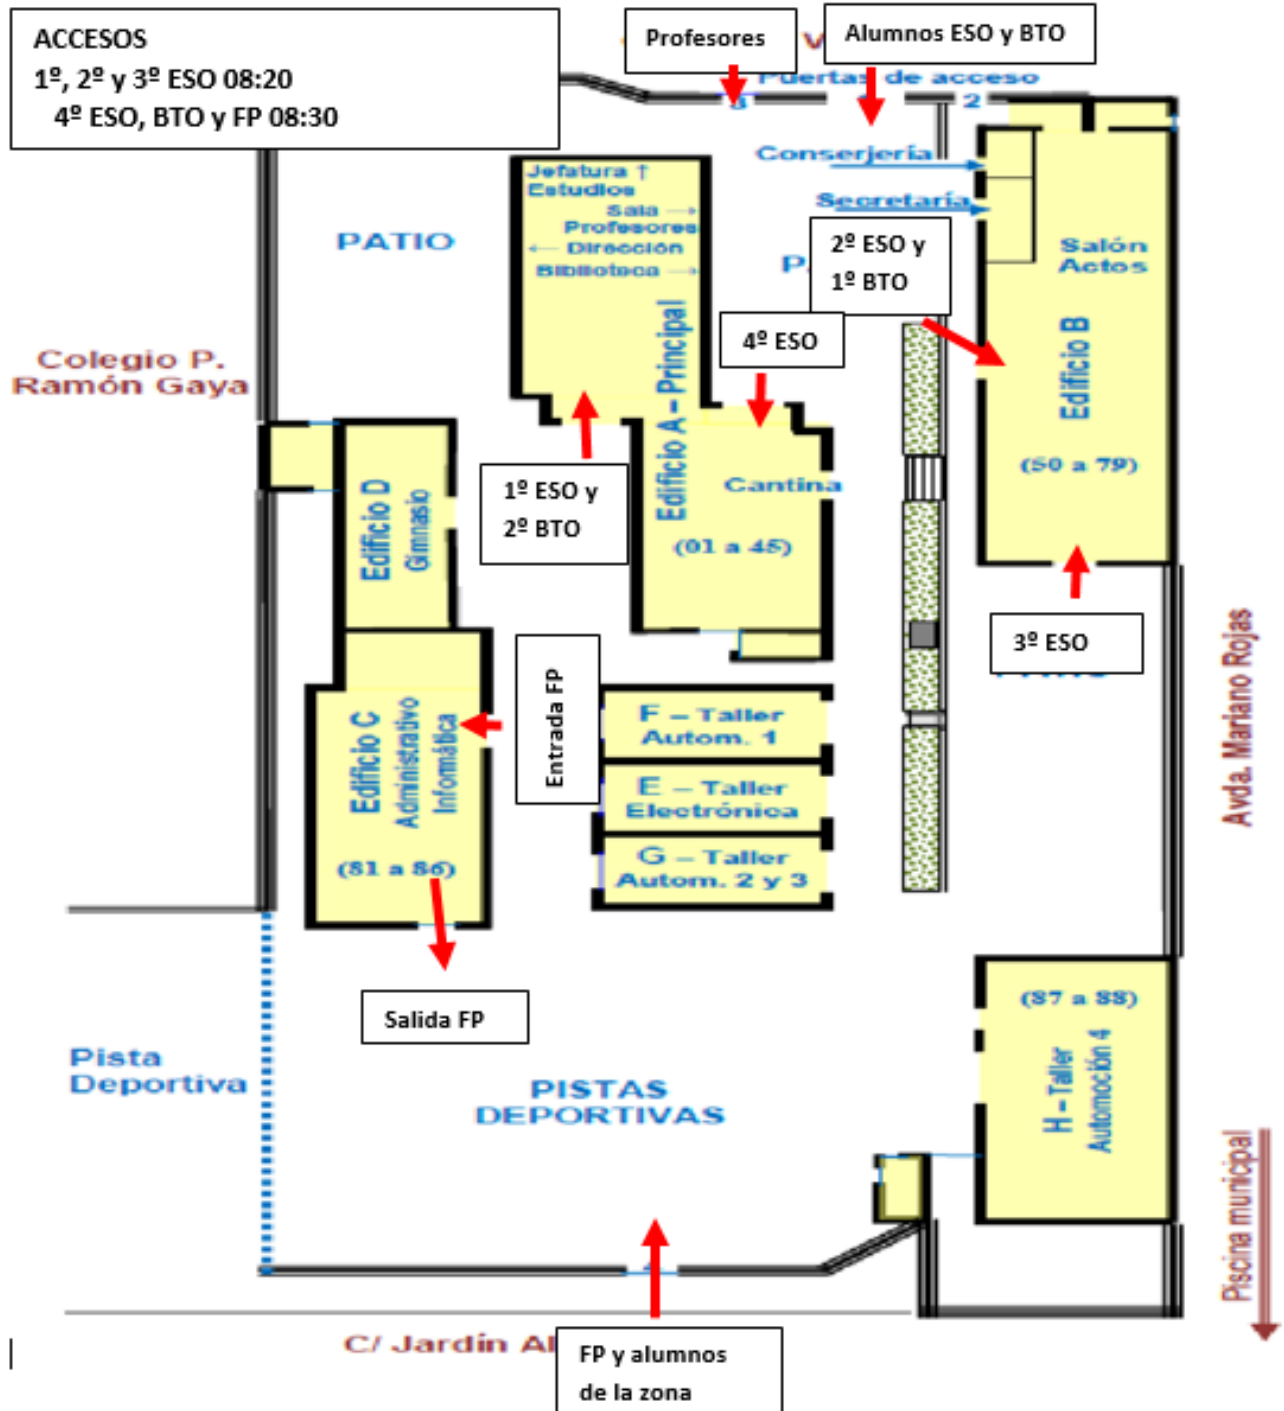 ACCESOS
1º, 2º y 3º ESO 08:20
4º ESO, BTO y FP 08:30
Profesores
Alumnos ESO y BTO
Puertas de acceso
3
2
Conserjería
Secretaría
Jefatura ↑
Estudios
Sala →
Profesores
← Dirección
Biblioteca →
PATIO
2º ESO y
1º BTO
Salón
Actos
Edificio B
(50 a 79)
4º ESO
Colegio P.
Ramón Gaya
Edificio A – Principal
Cantina
(01 a 45)
1º ESO y
2º BTO
Edificio D
Gimnasio
3º ESO
Avda. Mariano Rojas
Entrada FP
Edificio C
Administrativo
Informática
(81 a 86)
F – Taller
Autom. 1
E – Taller
Electrónica
G – Taller
Autom. 2 y 3
Salida FP
(87 a 88)
H – Taller
Automoción 4
Pista
Deportiva
PISTAS
DEPORTIVAS
Piscina municipal
C/ Jardín
FP y alumnos
de la zona